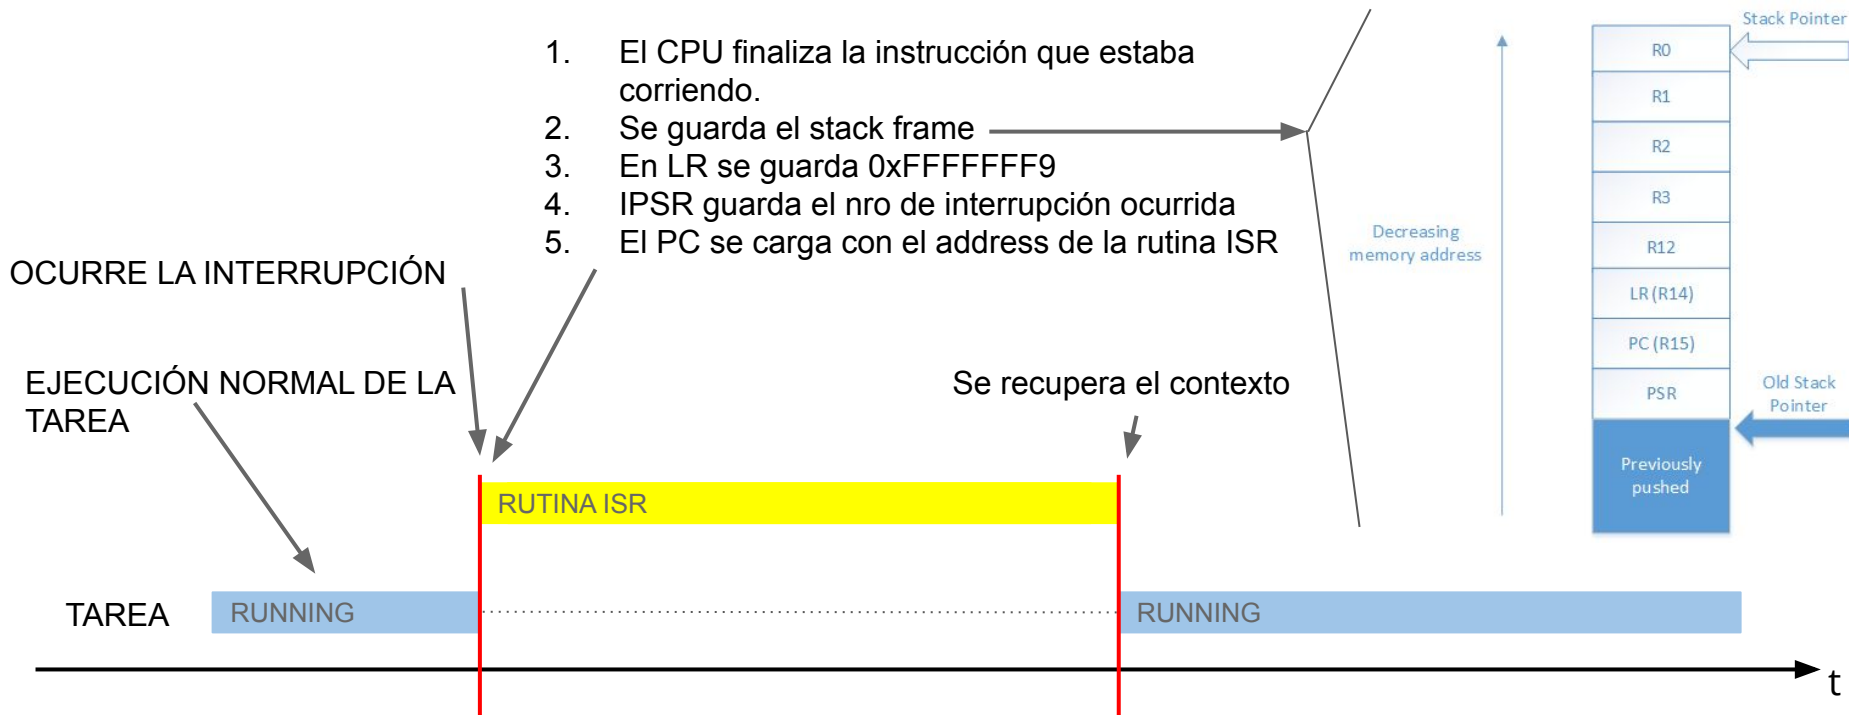 1. El CPU finaliza la instrucción que estaba
corriendo.
2. Se guarda el stack frame
3. En LR se guarda 0xFFFFFFF9
4. IPSR guarda el nro de interrupción ocurrida
5. El PC se carga con el address de la rutina ISR
OCURRE LA INTERRUPCIÓN
EJECUCIÓN NORMAL DE LA
TAREA
Se recupera el contexto
RUTINA ISR
TAREA
RUNNING
RUNNING
t
Decreasing
memory address
Stack Pointer
R0
R1
R2
R3
R12
LR (R14)
PC (R15)
PSR
Old Stack
Pointer
Previously
pushed